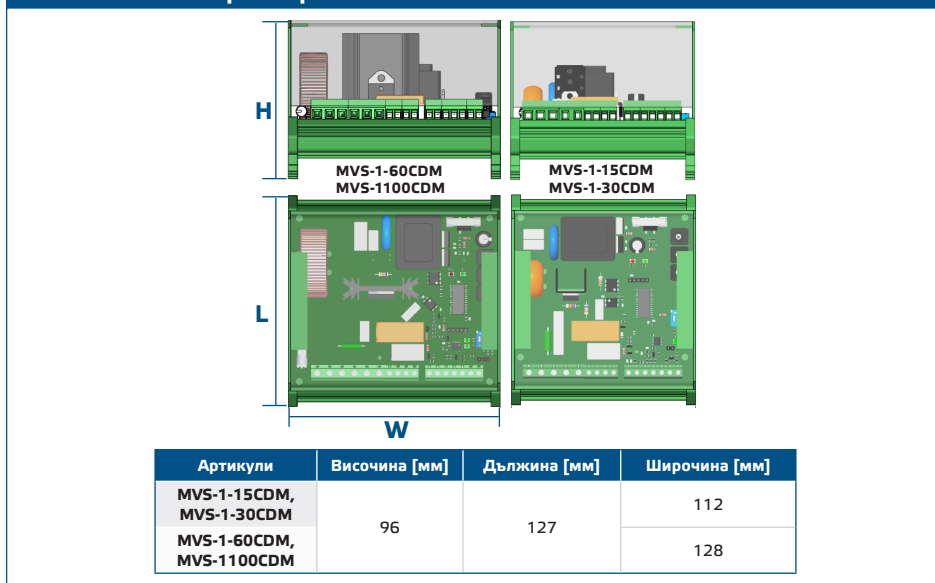 H
MVS-1-60CDM
MVS-1100CDM
MVS-1-15CDM
MVS-1-30CDM
L
W
Артикули Височина [мм] Дължина [мм] Широчина [мм]
MVS-1-15CDM,
MVS-1-30CDM
96 127 112
MVS-1-60CDM,
MVS-1100CDM
128